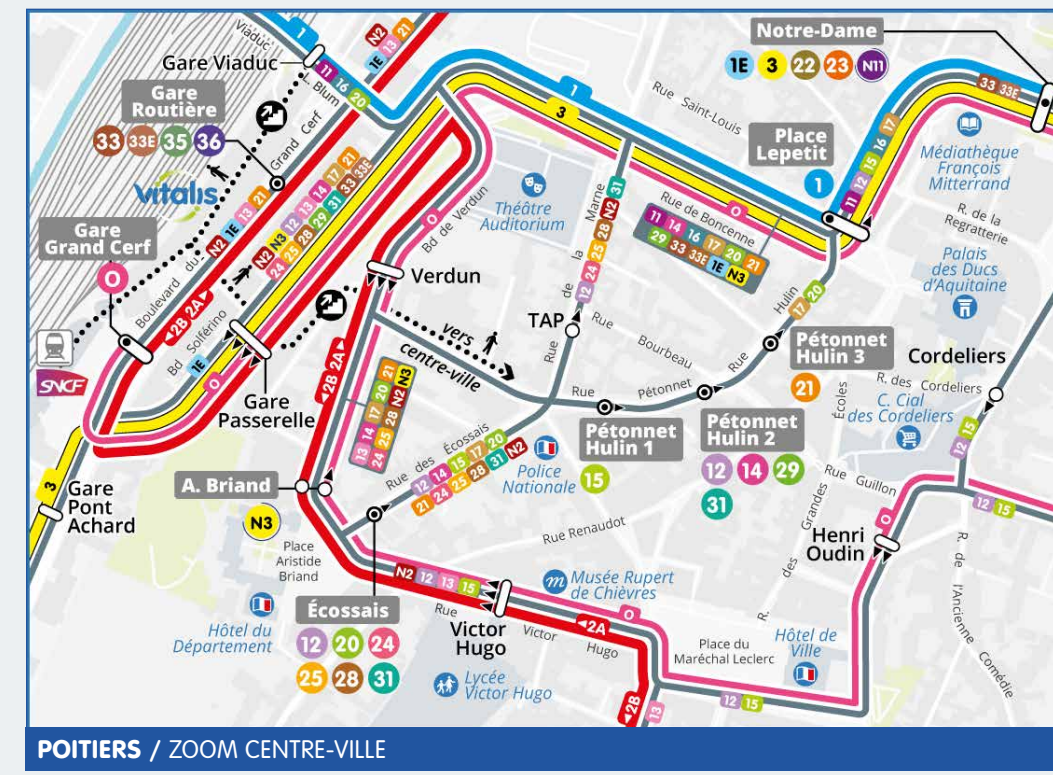 Viaduc
1
Gare Viaduc
11 16 20
Blum
N2 21
1E 13
Gare
Routière
33 33E 35 36
Grand Cerf
vitalis
N2 1E 13 21
Boulevard du
Gare
Grand Cerf
O
2B 2A
SNCF
Bd Solférino
1E
N2 N3 12 13 14 17 21
24 25 28 29 31 33 33E
O
Gare
Passerelle
3
Gare
Pont
Achard
1
3
Notre-Dame
1E 3 22 23 N11
33 33E
Rue Saint-Louis
Place
Lepetit
1
11 12 15 16 17
Médiathèque
François
Mitterrand
R. de la
Regratterie
Palais
des Ducs
d'Aquitaine
Théâtre
Auditorium
Bd de Verdun
O
Verdun
Rue de la Marne
12 24 25 28 N2 31
Rue de Boncenne
O
11 14 16 17 20 21
29 33 33E 1E N3
TAP
vers
centre-ville
Rue Bourbeau
Rue Pétonnet
Rue Hulin
17 20
Pétonnet
Hulin 3
21
Cordeliers
R. des Cordeliers
C. Cial
des Cordeliers
Écoles
12 15
2B 2A
13 14 17 20 21
24 25 28 N2 N3
Pétonnet
Hulin 1
15
Pétonnet
Hulin 2
12 14 29
31
Rue des Écossais
12 14 15 17 20
21 24 25 28 31 N2
Police
Nationale
A. Briand
N3
Place
Aristide
Briand
Rue Renaudot
R. des Grandes
Rue Guillon
O
12 15
Henri
Oudin
R. de l'Ancienne Comédie
Hôtel du
Département
Écossais
12 20 24
25 28 31
N2 12 13 15
Rue Victor Hugo
Victor
Hugo
Musée Rupert
de Chièvres
O
2A
Lycée
Victor Hugo
2B
13
Place du
Maréchal Leclerc
Hôtel de
Ville
12 15
POITIERS / ZOOM CENTRE-VILLE